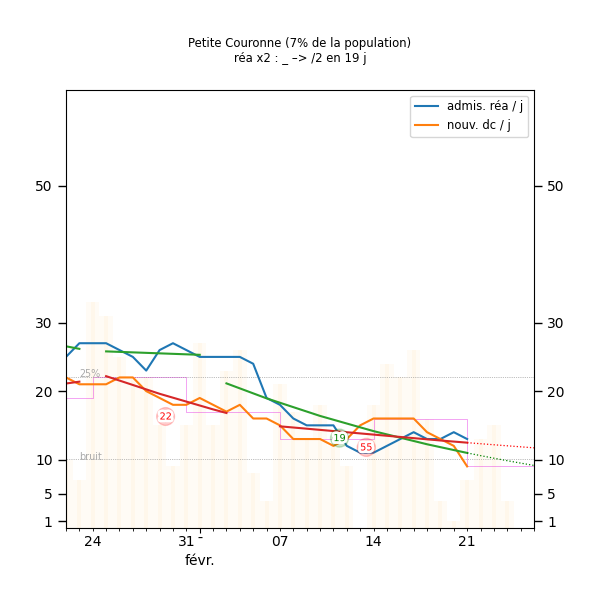 Petite Couronne (7% de la population)
réa x2 : _ –> /2 en 19 j
admis. réa / j
nouv. dc / j
50 50
30 30
25%
20 20
22
19
55
bruit
10 10
5 5
1 1
24 31 - 07 14 21
févr.